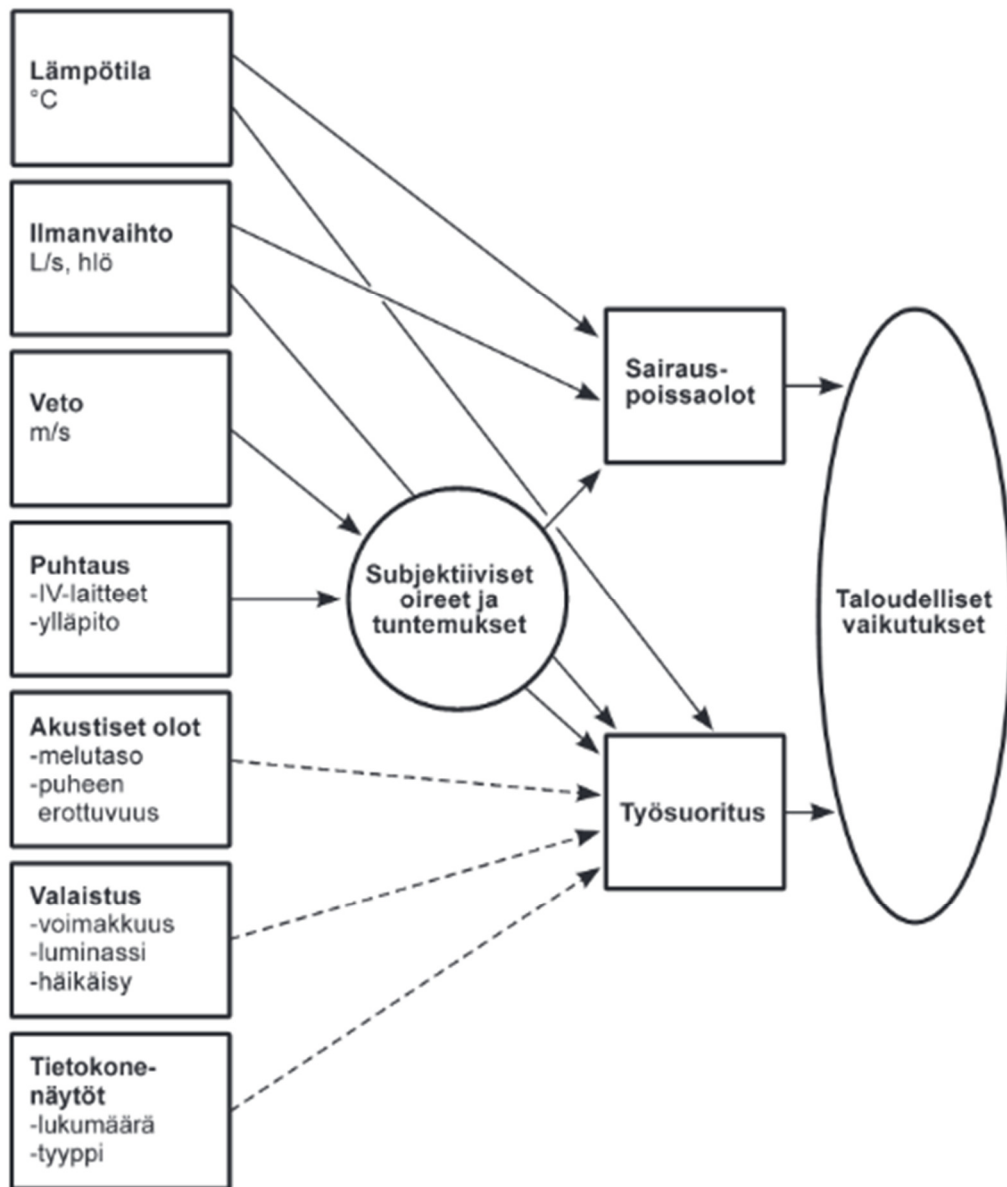 Lämpötila
°C
Ilmanvaihto
L/s, hlö
Veto
m/s
Puhtaus
-IV-laitteet
-ylläpito
Akustiset olot
-melutaso
-puheen
erottuvuus
Valaistus
-voimakkuus
-luminassi
-häikäisy
Tietokone-
näytöt
-lukumäärä
-tyyppi
Subjektiiviset
oireet ja
tuntemukset
Sairaus-
poissaolot
Työsuoritus
Taloudelliset
vaikutukset